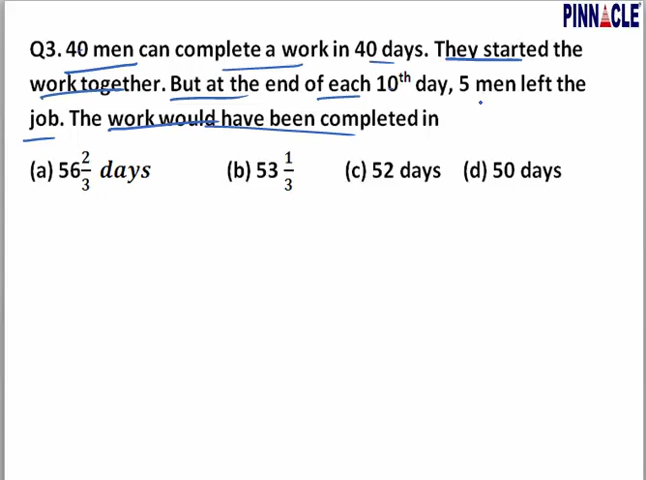 PINNACLE
Q3. 40 men can complete a work in 40 days. They started the
work together. But at the end of each 10th day, 5 men left the
job. The work would have been completed in
(a) 56 2/3 days (b) 53 1/3 (c) 52 days (d) 50 days